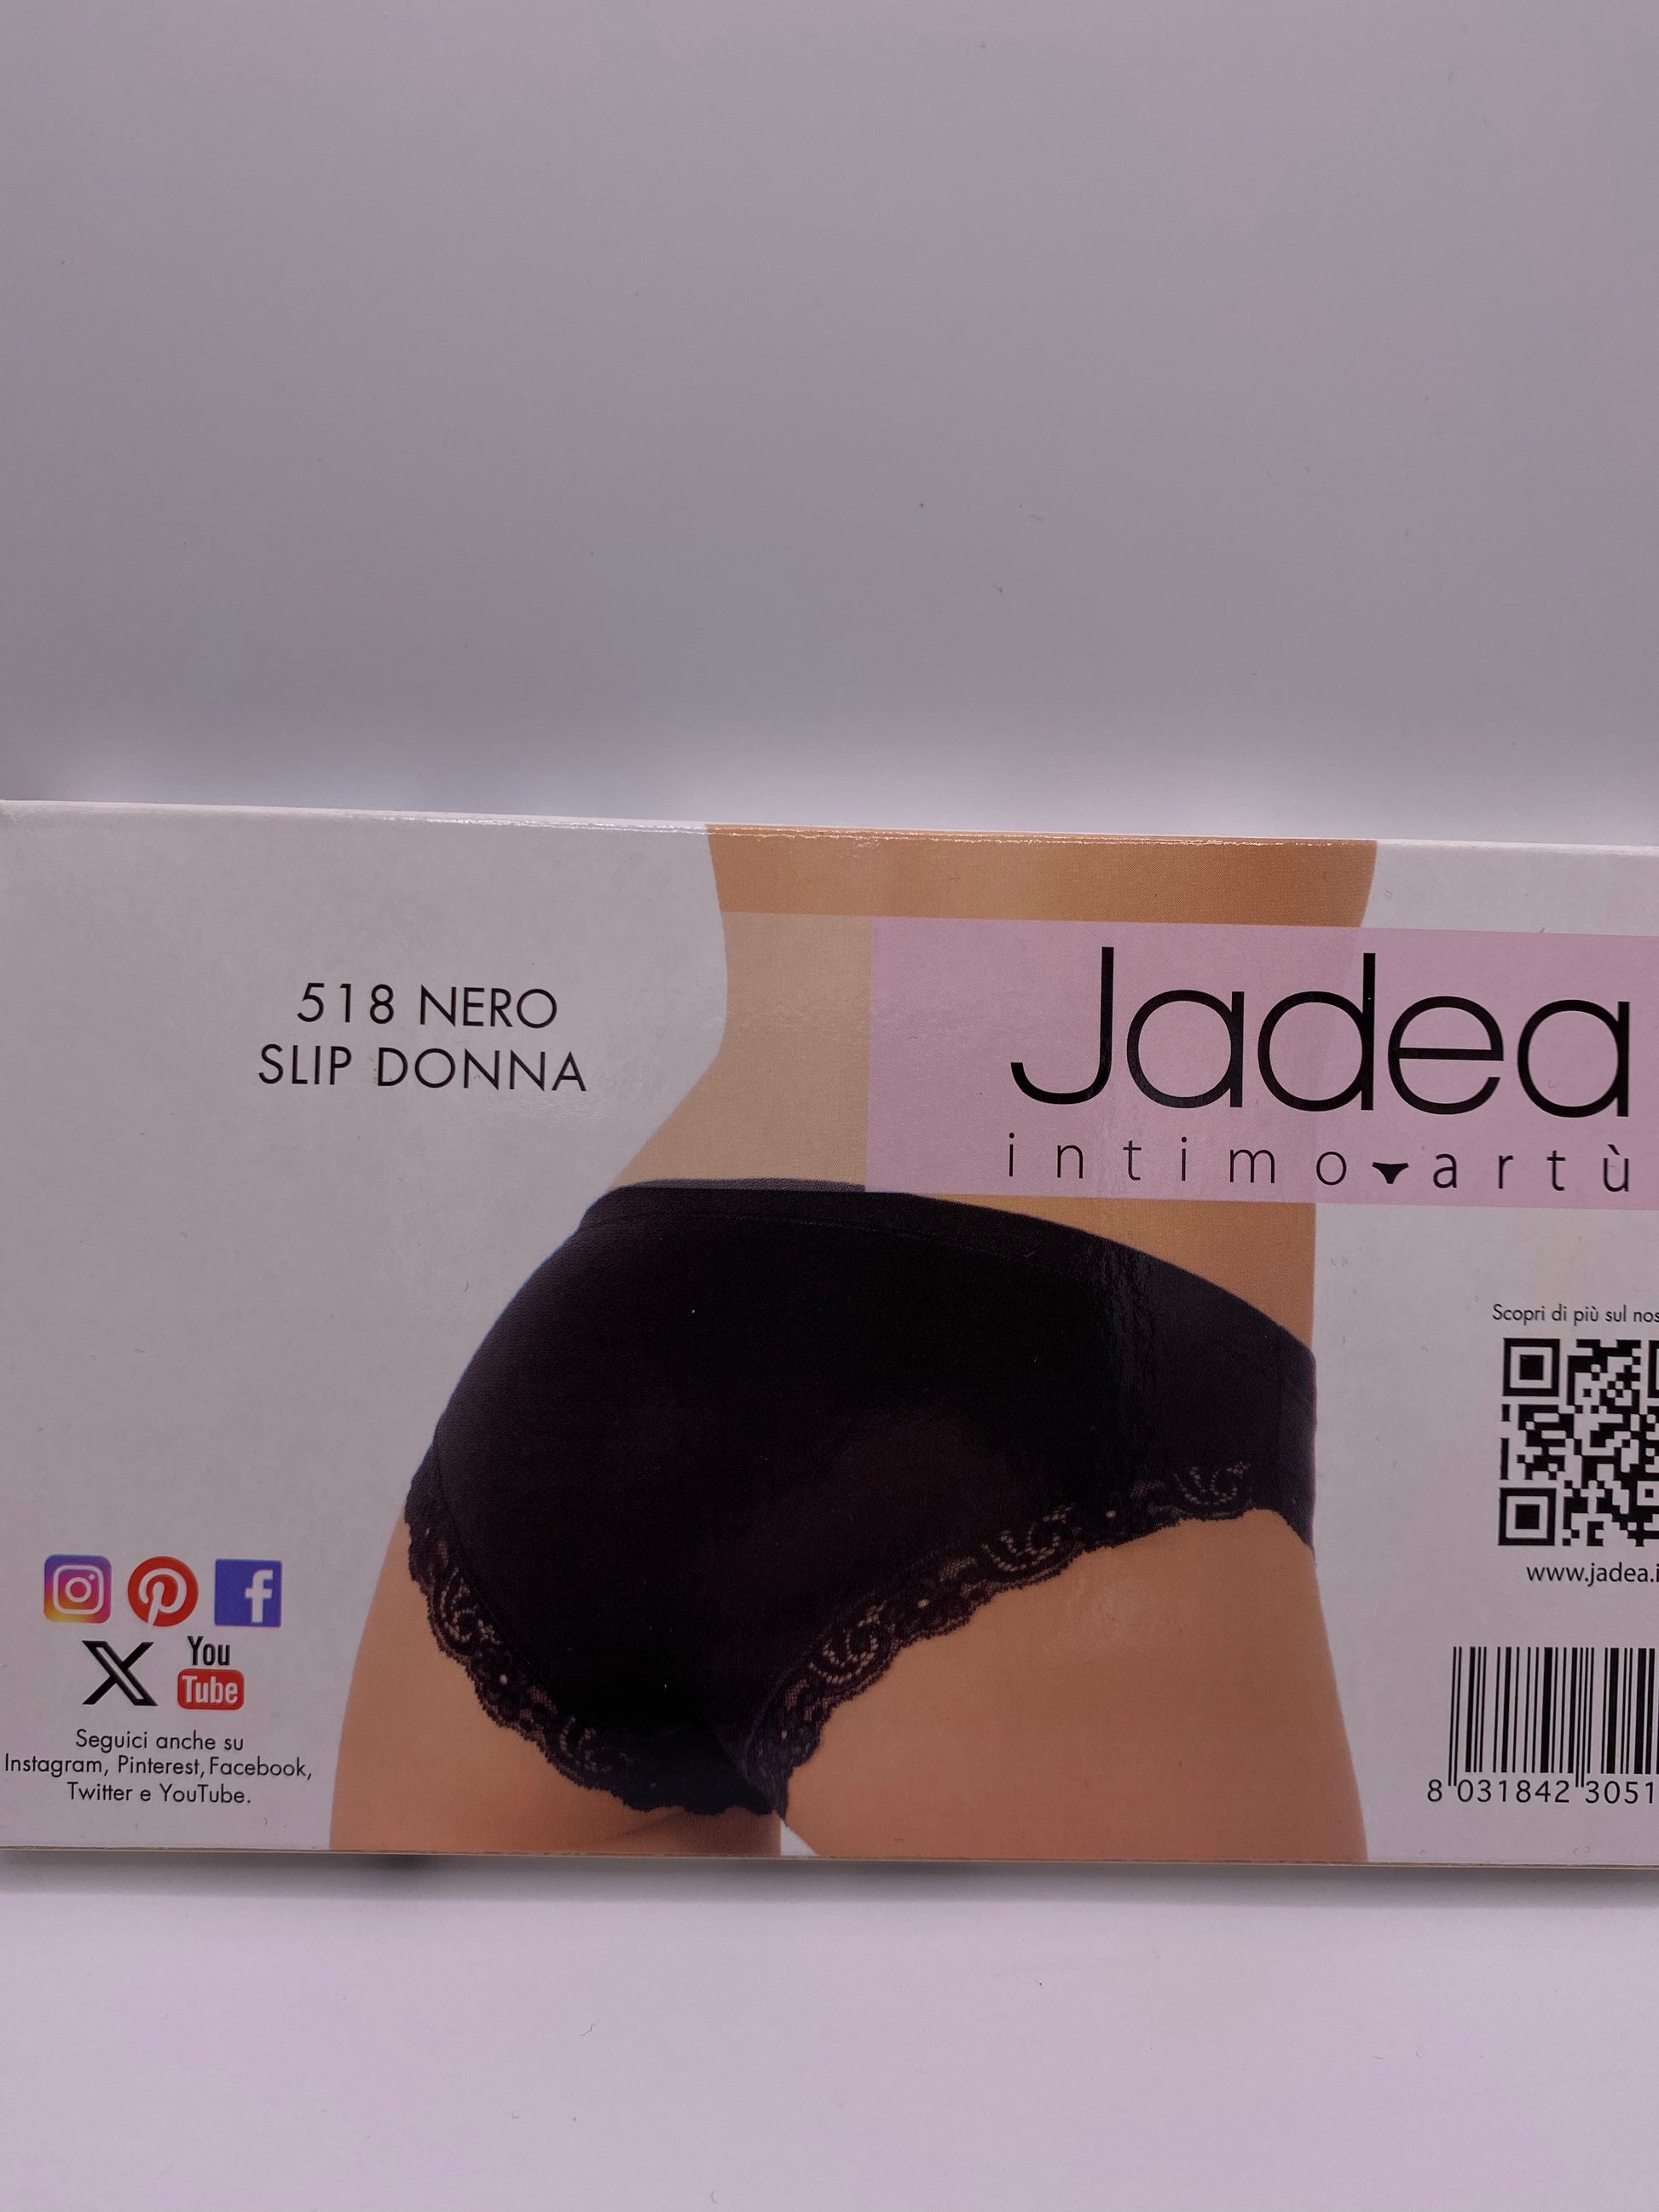 518 NERO
SLIP DONNA
Jadea
intimo artù
Scopri di più sul
www.jadea.i
You
Tube
Seguici anche su
Instagram, Pinterest, Facebook,
Twitter e YouTube.
8 031842 3051